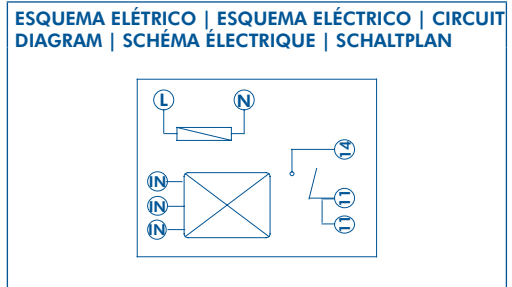 ESQUEMA ELÉTRICO | ESQUEMA ELÉCTRICO | CIRCUIT
DIAGRAM | SCHÉMA ÉLECTRIQUE | SCHALTPLAN
L N
14
IN
IN
11
IN
11